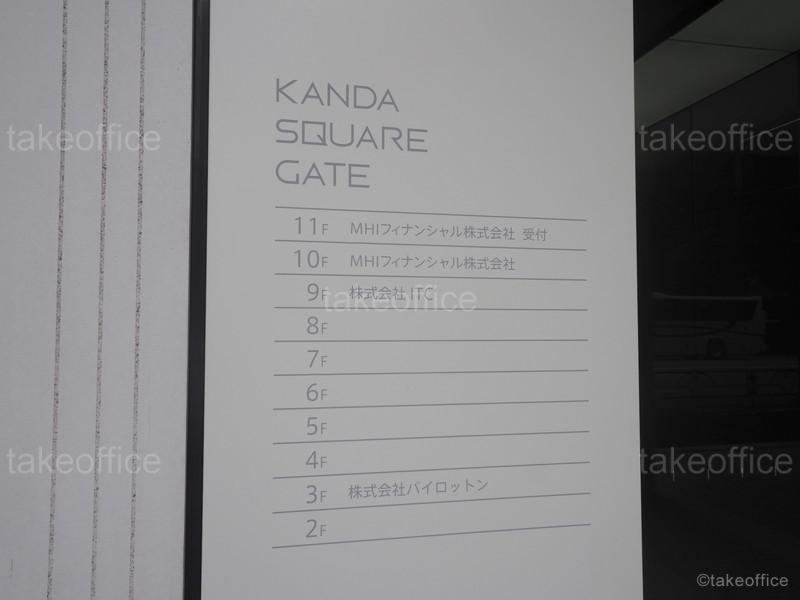 KANDA
SQUARE
GATE
11F MHIフィナンシャル株式会社 受付
10F MHIフィナンシャル株式会社
9F 株式会社 ITC
8F
7F
6F
5F
4F
3F 株式会社パイロットン
2F
takeoffice
takeoffice
takeoffice
takeoffice
takeoffice
©takeoffice